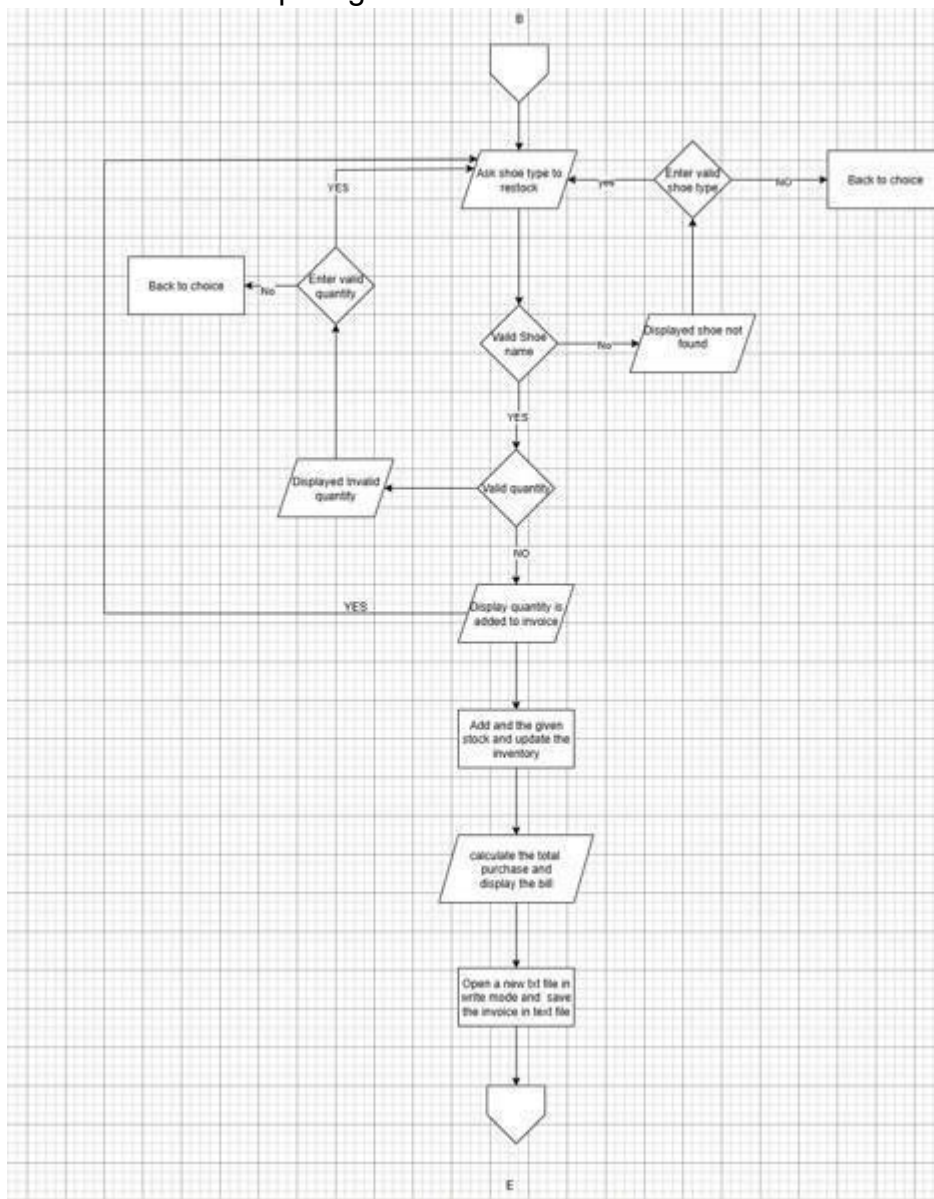 B
Ask shoe type to
restock
yes
Enter valid
shoe type
NO
Back to choice
YES
Back to choice
No
Enter valid
quantity
Valid Shoe
name
No
Displayed shoe not
found
YES
Displayed Invalid
quantity
Valid quantity
NO
YES
Display quantity is
added to invoice
Add and the given
stock and update the
inventory
calculate the total
purchase and
display the bill
Open a new txt file in
write mode and save
the invoice in text file
E